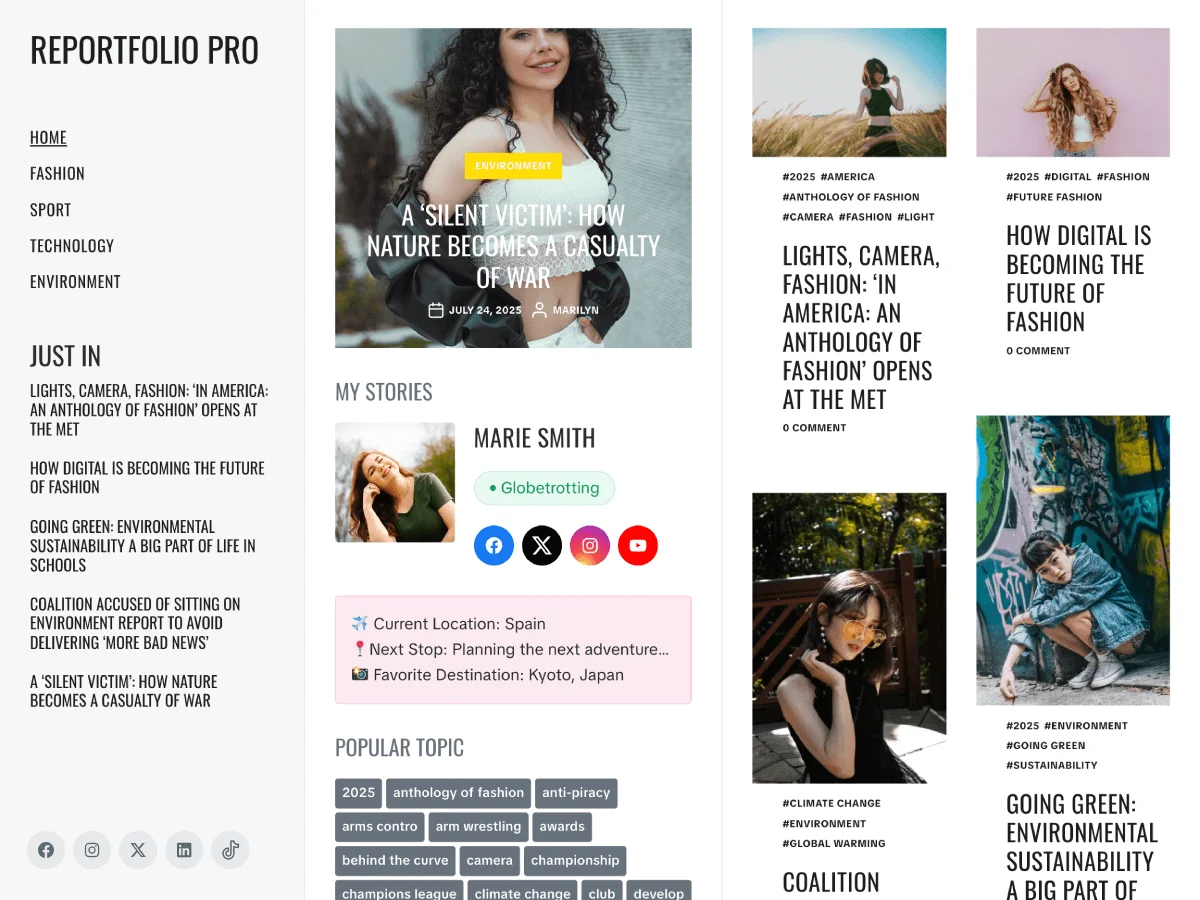 REPORTFOLIO PRO
HOME
FASHION
SPORT
TECHNOLOGY
ENVIRONMENT
JUST IN
LIGHTS, CAMERA, FASHION: ‘IN AMERICA:
AN ANTHOLOGY OF FASHION’ OPENS AT
THE MET
HOW DIGITAL IS BECOMING THE FUTURE
OF FASHION
GOING GREEN: ENVIRONMENTAL
SUSTAINABILITY A BIG PART OF LIFE IN
SCHOOLS
COALITION ACCUSED OF SITTING ON
ENVIRONMENT REPORT TO AVOID
DELIVERING ‘MORE BAD NEWS’
A ‘SILENT VICTIM’: HOW NATURE
BECOMES A CASUALTY OF WAR
ENVIRONMENT
A ‘SILENT VICTIM’: HOW
NATURE BECOMES A CASUALTY
OF WAR
JULY 24, 2025 MARILYN
MY STORIES
MARIE SMITH
• Globetrotting
✈️ Current Location: Spain
📍Next Stop: Planning the next adventure...
📸 Favorite Destination: Kyoto, Japan
POPULAR TOPIC
2025 anthology of fashion anti-piracy
arms contro arm wrestling awards
behind the curve camera championship
champions league climate change club develop
#2025 #AMERICA
#ANTHOLOGY OF FASHION
#CAMERA #FASHION #LIGHT
LIGHTS, CAMERA,
FASHION: ‘IN
AMERICA: AN
ANTHOLOGY OF
FASHION’ OPENS
AT THE MET
0 COMMENT
#CLIMATE CHANGE
#ENVIRONMENT
#GLOBAL WARMING
COALITION
#2025 #DIGITAL #FASHION
#FUTURE FASHION
HOW DIGITAL IS
BECOMING THE
FUTURE OF
FASHION
0 COMMENT
#2025 #ENVIRONMENT
#GOING GREEN
#SUSTAINABILITY
GOING GREEN:
ENVIRONMENTAL
SUSTAINABILITY
A BIG PART OF